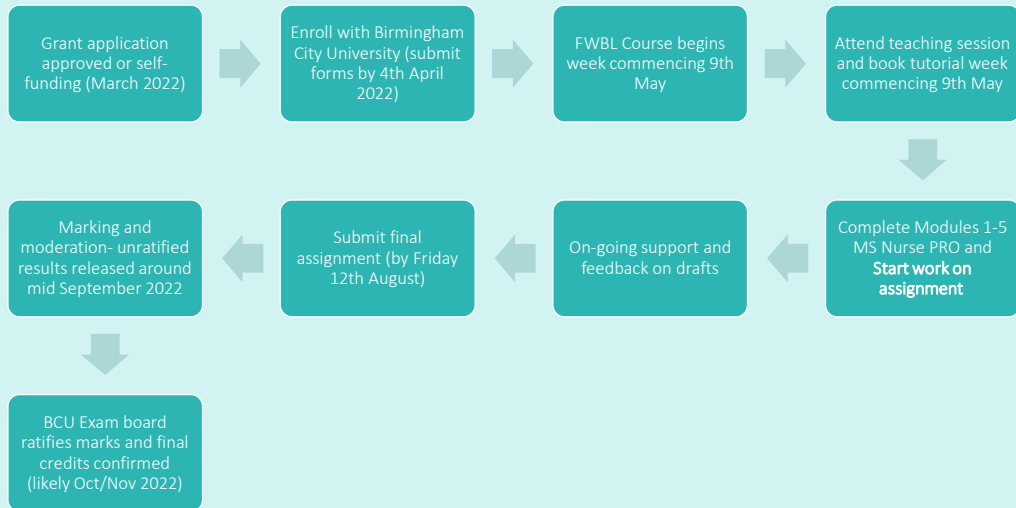 Grant application
approved or self-
funding (March 2022)
Enroll with Birmingham
City University (submit
forms by 4th April
2022)
FWBL Course begins
week commencing 9th
May
Attend teaching session
and book tutorial week
commencing 9th May
Complete Modules 1-5
MS Nurse PRO and
Start work on
assignment
On-going support and
feedback on drafts
Submit final
assignment (by Friday
12th August)
Marking and
moderation- unratified
results released around
mid September 2022
BCU Exam board
ratifies marks and final
credits confirmed
(likely Oct/Nov 2022)